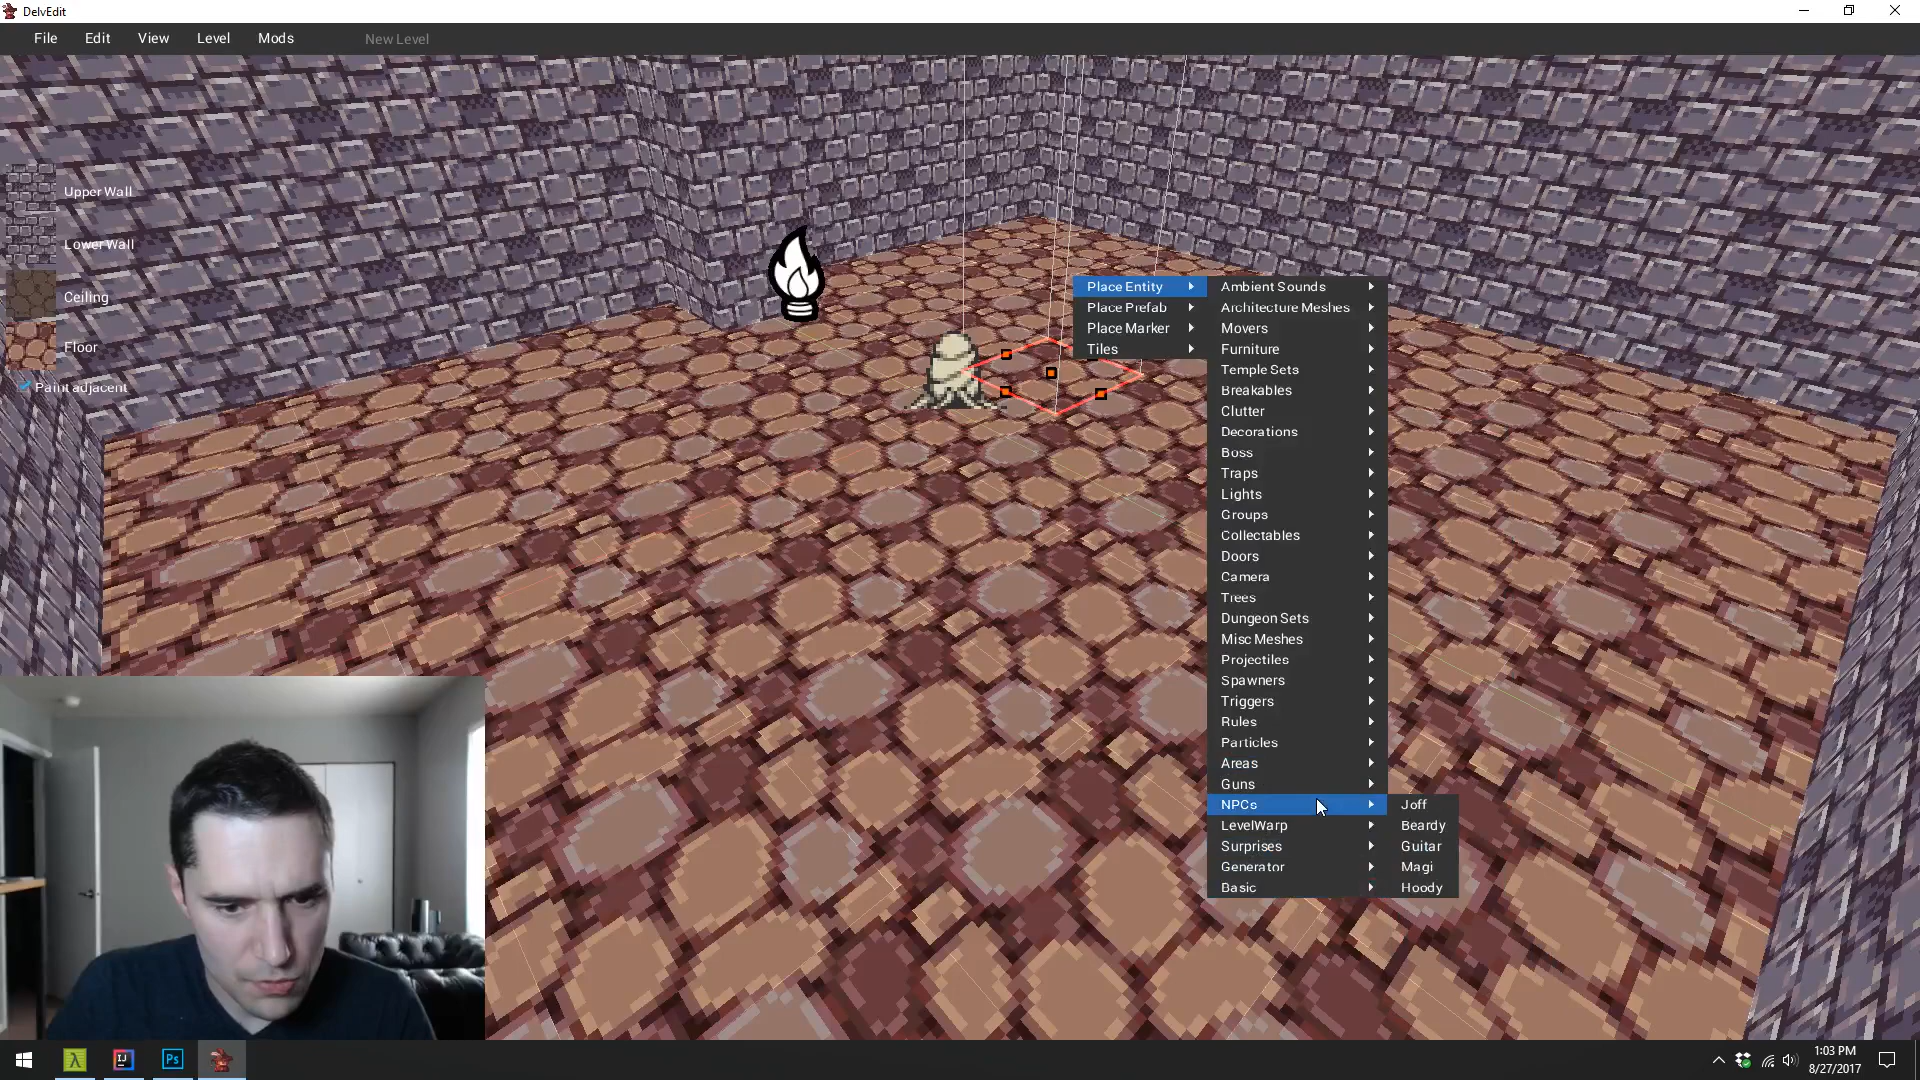 DelvEdit
File Edit View Level Mods New Level
Upper Wall
Lower Wall
Ceiling
Floor
Paint adjacent
Place Entity
Place Prefab
Place Marker
Tiles
Ambient Sounds
Architecture Meshes
Movers
Furniture
Temple Sets
Breakables
Clutter
Decorations
Boss
Traps
Lights
Groups
Collectables
Doors
Camera
Trees
Dungeon Sets
Misc Meshes
Projectiles
Spawners
Triggers
Rules
Particles
Areas
Guns
NPCs
LevelWarp
Surprises
Generator
Basic
Joff
Beardy
Guitar
Magi
Hoody
λ
IJ
Ps
1:03 PM
8/27/2017